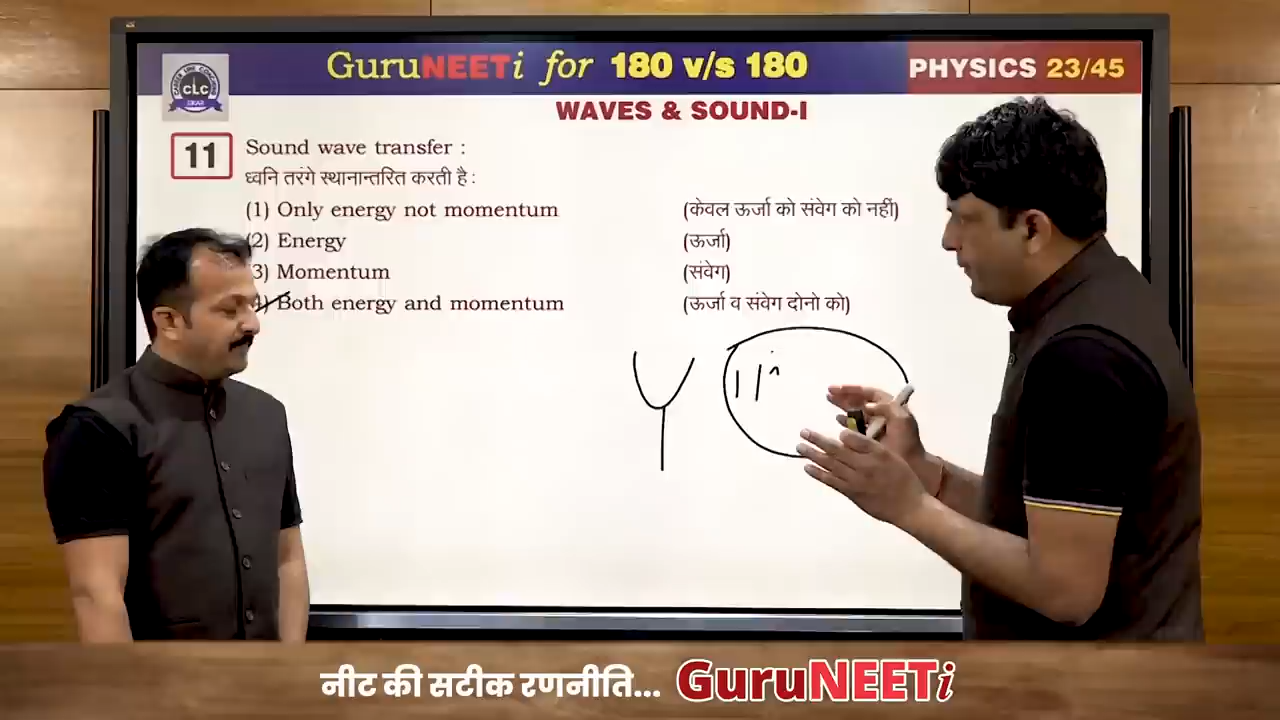 GuruNEETi for 180 v/s 180
PHYSICS 23/45
CLC
WAVES & SOUND-I
11
Sound wave transfer :
ध्वनि तरंगे स्थानान्तरित करती है :
(1) Only energy not momentum (केवल ऊर्जा को संवेग को नहीं)
(2) Energy (ऊर्जा)
3) Momentum (संवेग)
4) Both energy and momentum (ऊर्जा व संवेग दोनो को)
नीट की सटीक रणनीति... GuruNEETi